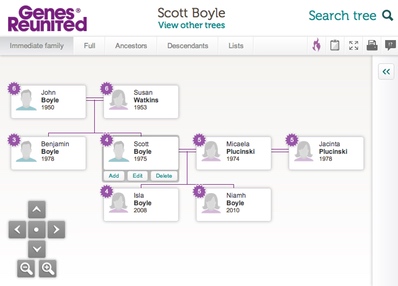 Genes®
Reunited
Scott Boyle
View other trees
Search tree
Immediate family
Full
Ancestors
Descendants
Lists
6
John
Boyle
1950
6
Susan
Watkins
1953
3
Benjamin
Boyle
1978
4
Scott
Boyle
1975
Add
Edit
Delete
5
Micaela
Plucinski
1974
5
Jacinta
Plucinski
1978
4
Isla
Boyle
2008
5
Niamh
Boyle
2010